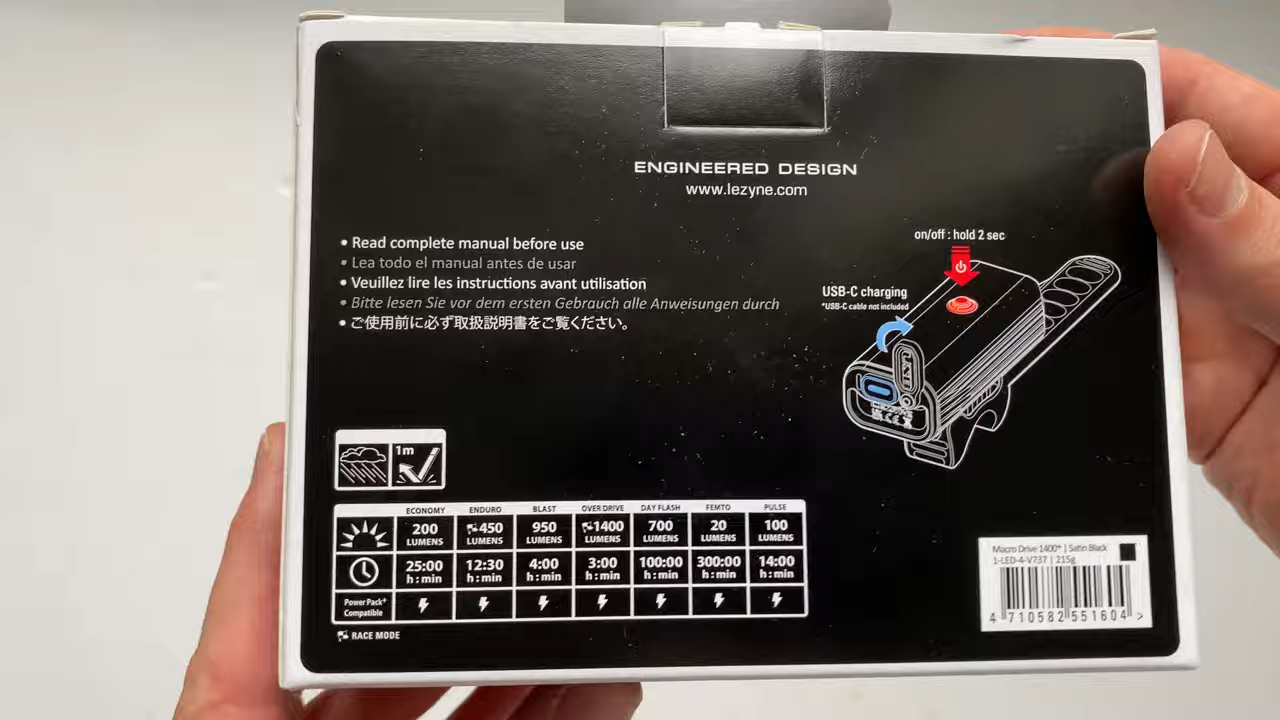 ENGINEERED DESIGN
www.lezyne.com
• Read complete manual before use
• Lea todo el manual antes de usar
• Veuillez lire les instructions avant utilisation
• Bitte lesen Sie vor dem ersten Gebrauch alle Anweisungen durch
• ご使用前に必ず取扱説明書をご覧ください。
on/off : hold 2 sec
USB-C charging
*USB-C cable not included
1m
ECONOMY ENDURO BLAST OVER DRIVE DAY FLASH FEMTO PULSE
200 450 950 1400 700 20 100
LUMENS LUMENS LUMENS LUMENS LUMENS LUMENS LUMENS
25:00 12:30 4:00 3:00 100:00 300:00 14:00
h : min h : min h : min h : min h : min h : min h : min
Power Pack+
Compatible
RACE MODE
Macro Drive 1400+ | Satin Black
1-LED-4-V737 | 215g
4 710582 551604 >